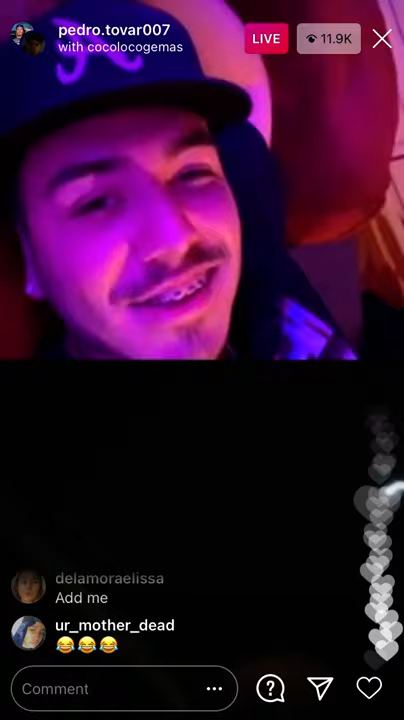 pedro.tovar007
with cocolocogemas
LIVE
11.9K
delamoraelissa
Add me
ur_mother_dead
😂😂😂
Comment